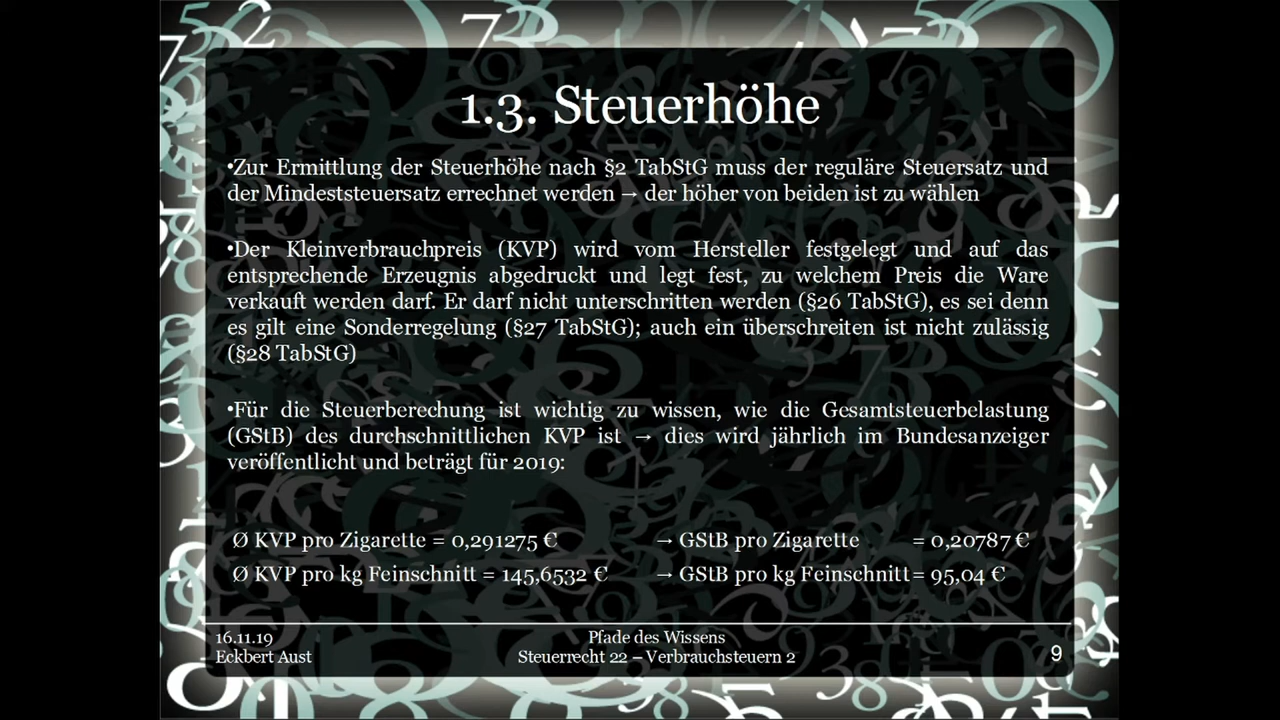 1.3. Steuerhöhe
•Zur Ermittlung der Steuerhöhe nach §2 TabStG muss der reguläre Steuersatz und
der Mindeststeuersatz errechnet werden → der höher von beiden ist zu wählen
•Der Kleinverbrauchpreis (KVP) wird vom Hersteller festgelegt und auf das
entsprechende Erzeugnis abgedruckt und legt fest, zu welchem Preis die Ware
verkauft werden darf. Er darf nicht unterschritten werden (§26 TabStG), es sei denn
es gilt eine Sonderregelung (§27 TabStG); auch ein überschreiten ist nicht zulässig
(§28 TabStG)
•Für die Steuerberechung ist wichtig zu wissen, wie die Gesamtsteuerbelastung
(GStB) des durchschnittlichen KVP ist → dies wird jährlich im Bundesanzeiger
veröffentlicht und beträgt für 2019:
Ø KVP pro Zigarette = 0,291275 € → GStB pro Zigarette = 0,20787 €
Ø KVP pro kg Feinschnitt = 145,6532 € → GStB pro kg Feinschnitt = 95,04 €
16.11.19 Pfade des Wissens
Eckbert Aust Steuerrecht 22 – Verbrauchsteuern 2 9